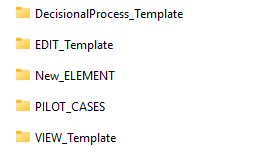 DecisionalProcess_Template
EDIT_Template
New_ELEMENT
PILOT_CASES
VIEW_Template